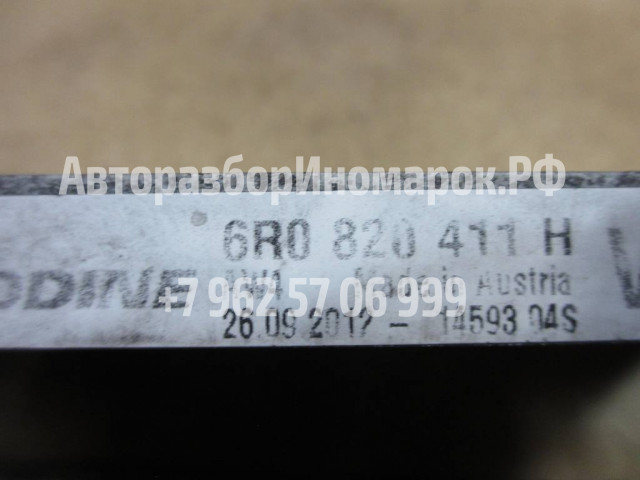 АвторазборИномарок.РФ
6R0 820 411 H
Made in Austria
+7 962 57 06 999
26.09.2012 - 14593 04S